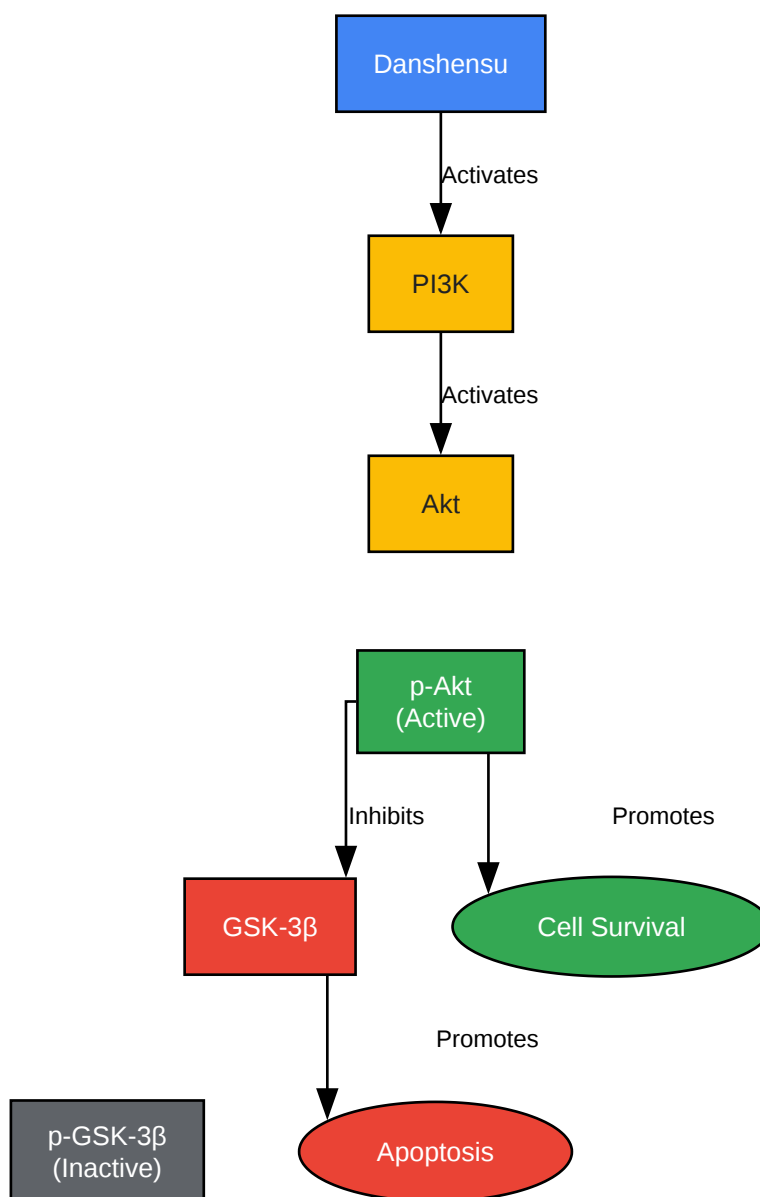 Danshensu
Activates
PI3K
Activates
Akt
p-Akt
(Active)
Inhibits
Promotes
GSK-3β
Cell Survival
Promotes
p-GSK-3β
(Inactive)
Apoptosis